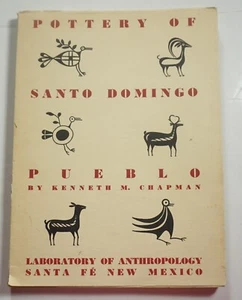 POTTERY OF
SANTO DOMINGO
PUEBLO
BY KENNETH M. CHAPMAN
LABORATORY OF ANTHROPOLOGY
SANTA FÉ NEW MEXICO